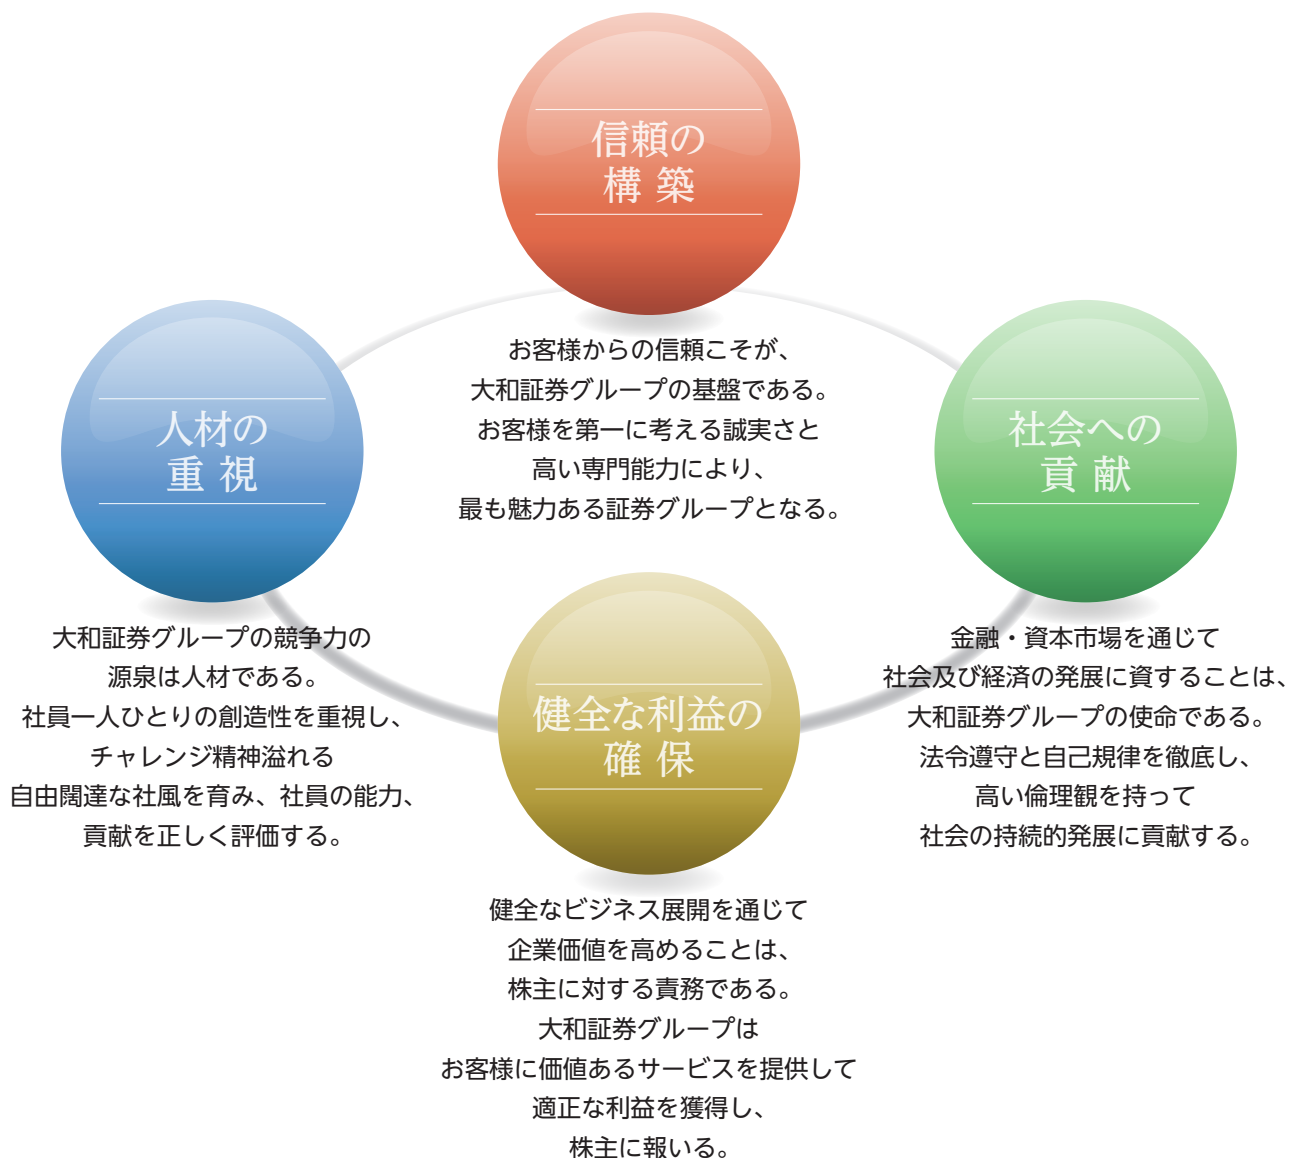 信頼の
構築
お客様からの信頼こそが、
大和証券グループの基盤である。
お客様を第一に考える誠実さと
高い専門能力により、
最も魅力ある証券グループとなる。
人材の
重視
大和証券グループの競争力の
源泉は人材である。
社員一人ひとりの創造性を重視し、
チャレンジ精神溢れる
自由闊達な社風を育み、社員の能力、
貢献を正しく評価する。
社会への
貢献
金融・資本市場を通じて
社会及び経済の発展に資することは、
大和証券グループの使命である。
法令遵守と自己規律を徹底し、
高い倫理観を持って
社会の持続的発展に貢献する。
健全な利益の
確保
健全なビジネス展開を通じて
企業価値を高めることは、
株主に対する責務である。
大和証券グループは
お客様に価値あるサービスを提供して
適正な利益を獲得し、
株主に報いる。